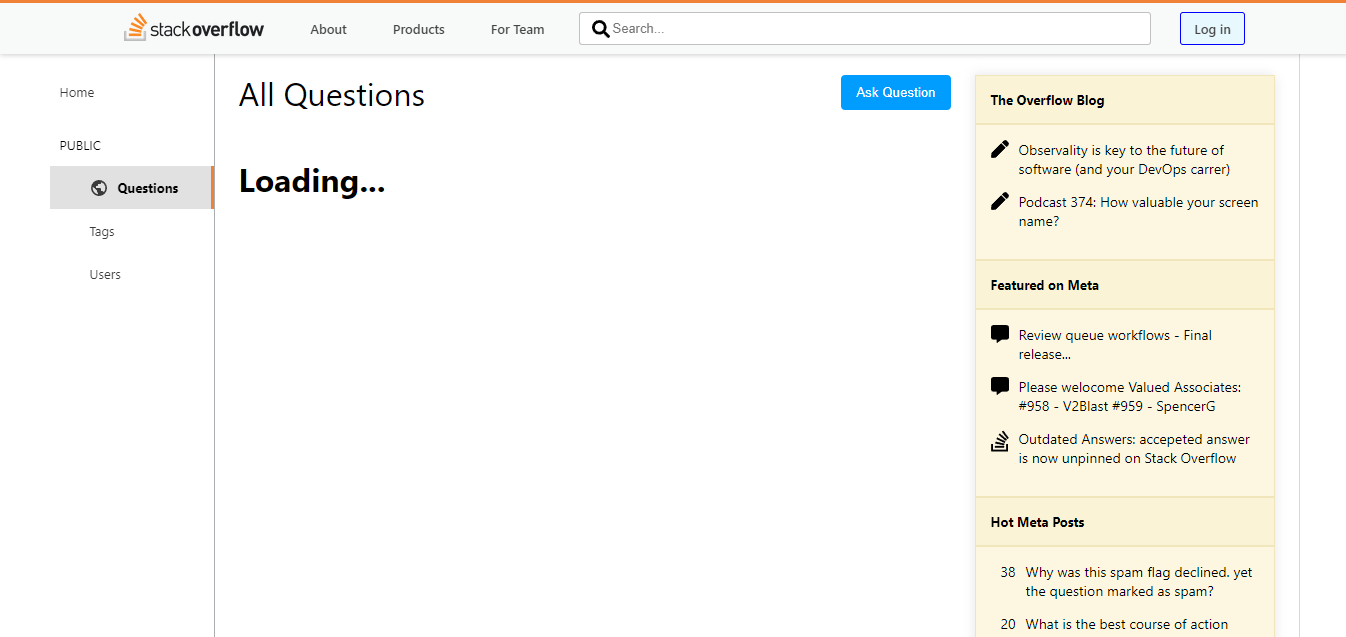 stackoverflow
About
Products
For Team
Search...
Log in
Home
PUBLIC
Questions
Tags
Users
All Questions
Ask Question
Loading...
The Overflow Blog
Observality is key to the future of
software (and your DevOps carrer)
Podcast 374: How valuable your screen
name?
Featured on Meta
Review queue workflows - Final
release...
Please welocome Valued Associates:
#958 - V2Blast #959 - SpencerG
Outdated Answers: accepeted answer
is now unpinned on Stack Overflow
Hot Meta Posts
38 Why was this spam flag declined. yet
the question marked as spam?
20 What is the best course of action